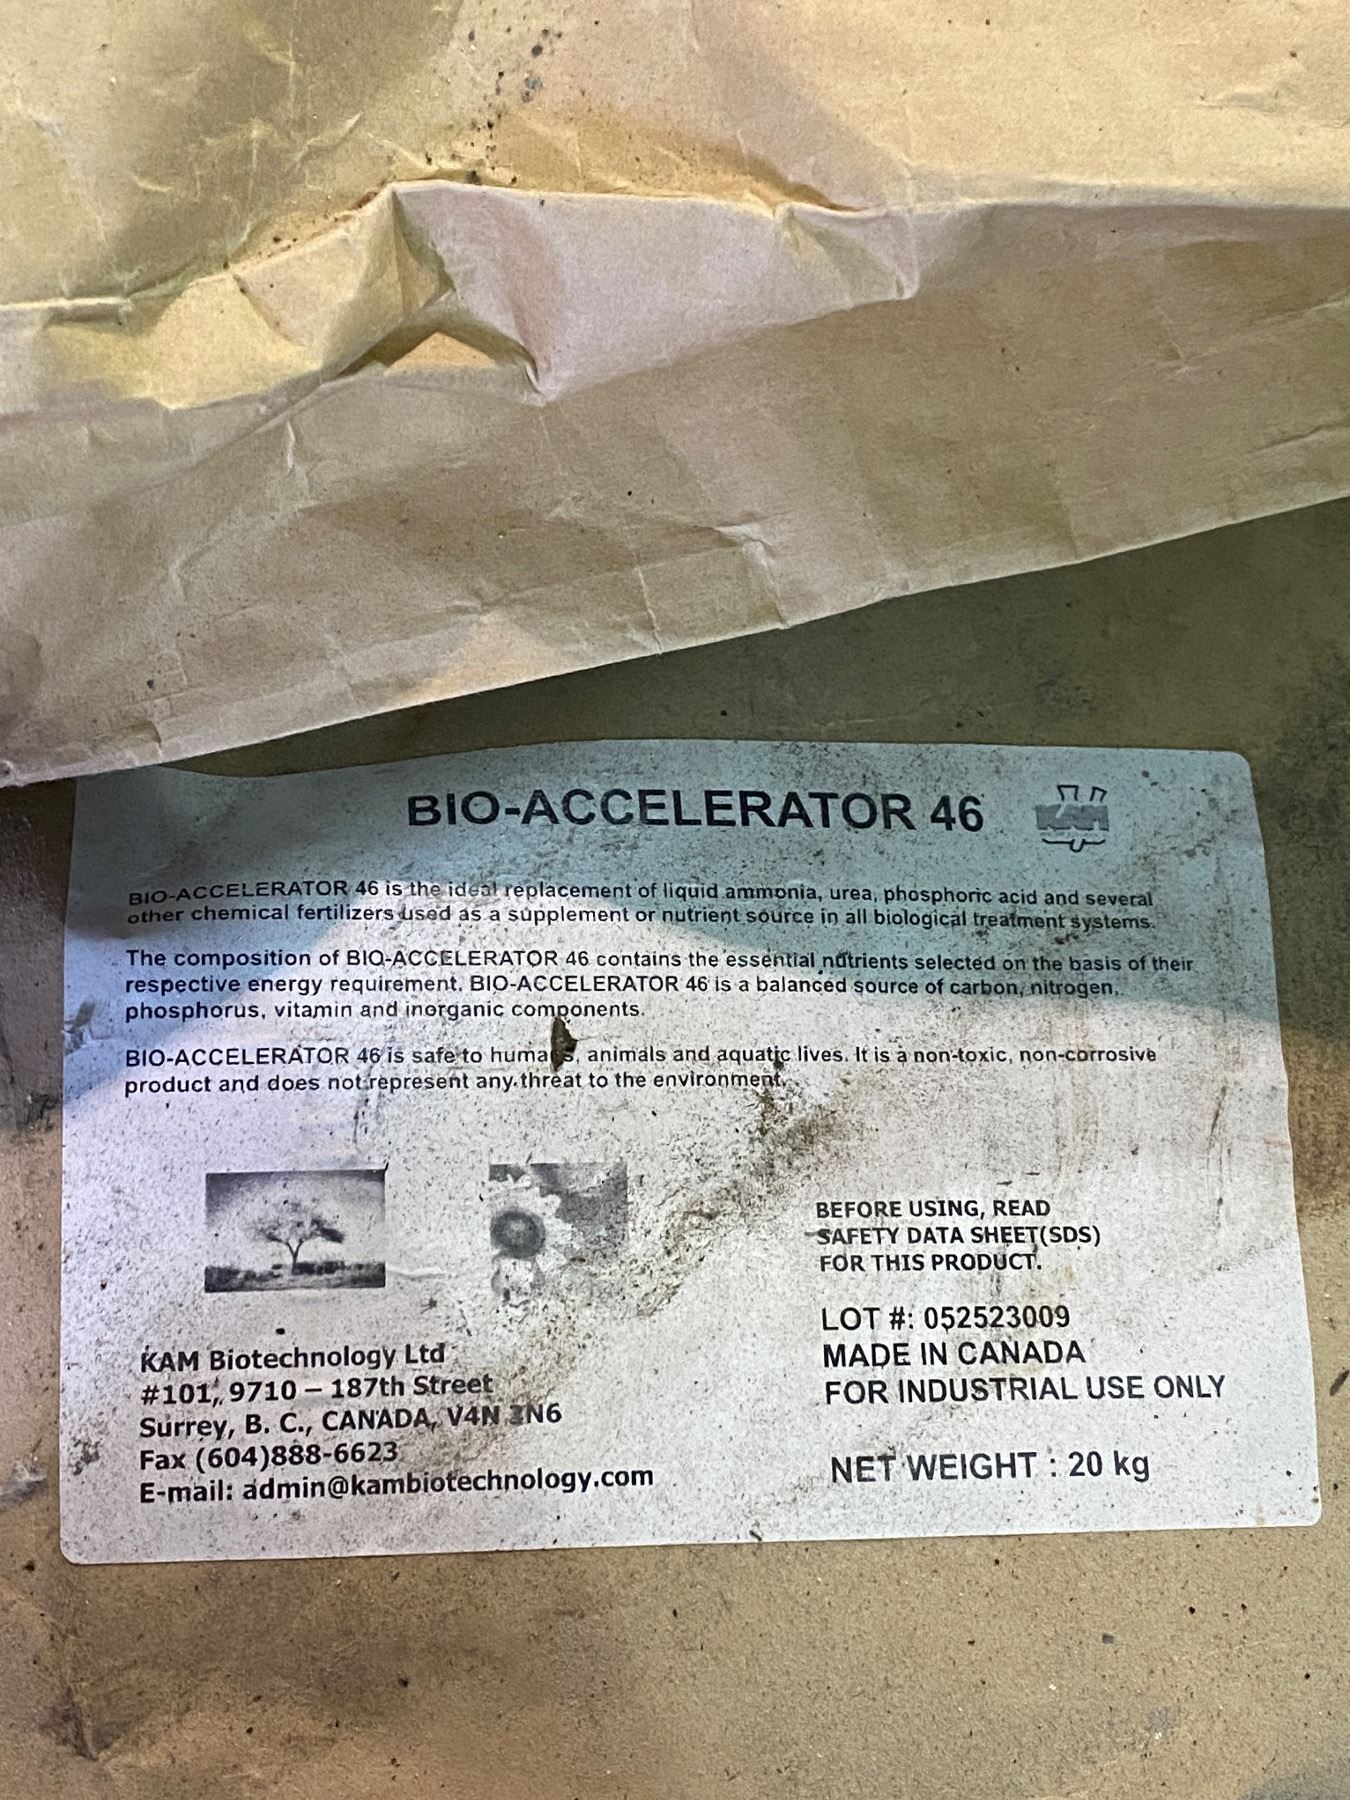 BIO-ACCELERATOR 46
KAM
BIO-ACCELERATOR 46 is the ideal replacement of liquid ammonia, urea, phosphoric acid and several
other chemical fertilizers used as a supplement or nutrient source in all biological treatment systems.
The composition of BIO-ACCELERATOR 46 contains the essential nutrients selected on the basis of their
respective energy requirement. BIO-ACCELERATOR 46 is a balanced source of carbon, nitrogen,
phosphorus, vitamin and inorganic components.
BIO-ACCELERATOR 46 is safe to humans, animals and aquatic lives. It is a non-toxic, non-corrosive
product and does not represent any threat to the environment.
BEFORE USING, READ
SAFETY DATA SHEET(SDS)
FOR THIS PRODUCT.
LOT #: 052523009
MADE IN CANADA
FOR INDUSTRIAL USE ONLY
NET WEIGHT : 20 kg
KAM Biotechnology Ltd
#101, 9710 – 187th Street
Surrey, B. C., CANADA, V4N 3N6
Fax (604)888-6623
E-mail: admin@kambiotechnology.com